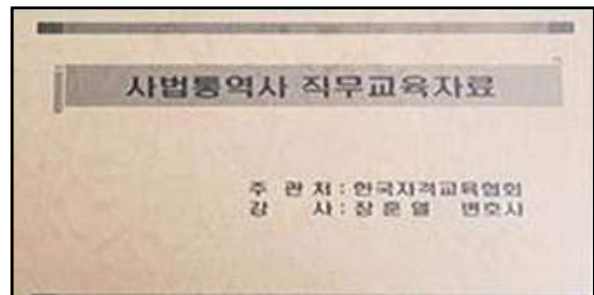 사법통역사 직무교육자료
주 관 처 : 한국자격교육협회
강 사 : 장 훈 열 변호사